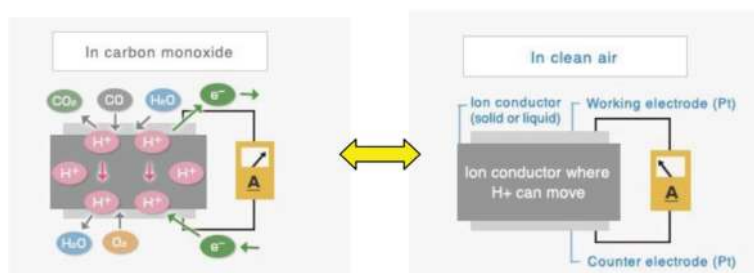 In carbon monoxide
CO₂ CO H₂O e⁻
H⁺ H⁺
H⁺ H⁺
A
H⁺ H⁺
H₂O O₂ e⁻
In clean air
Ion conductor
(solid or liquid)
Working electrode (Pt)
Ion conductor where
H+ can move
A
Counter electrode (Pt)